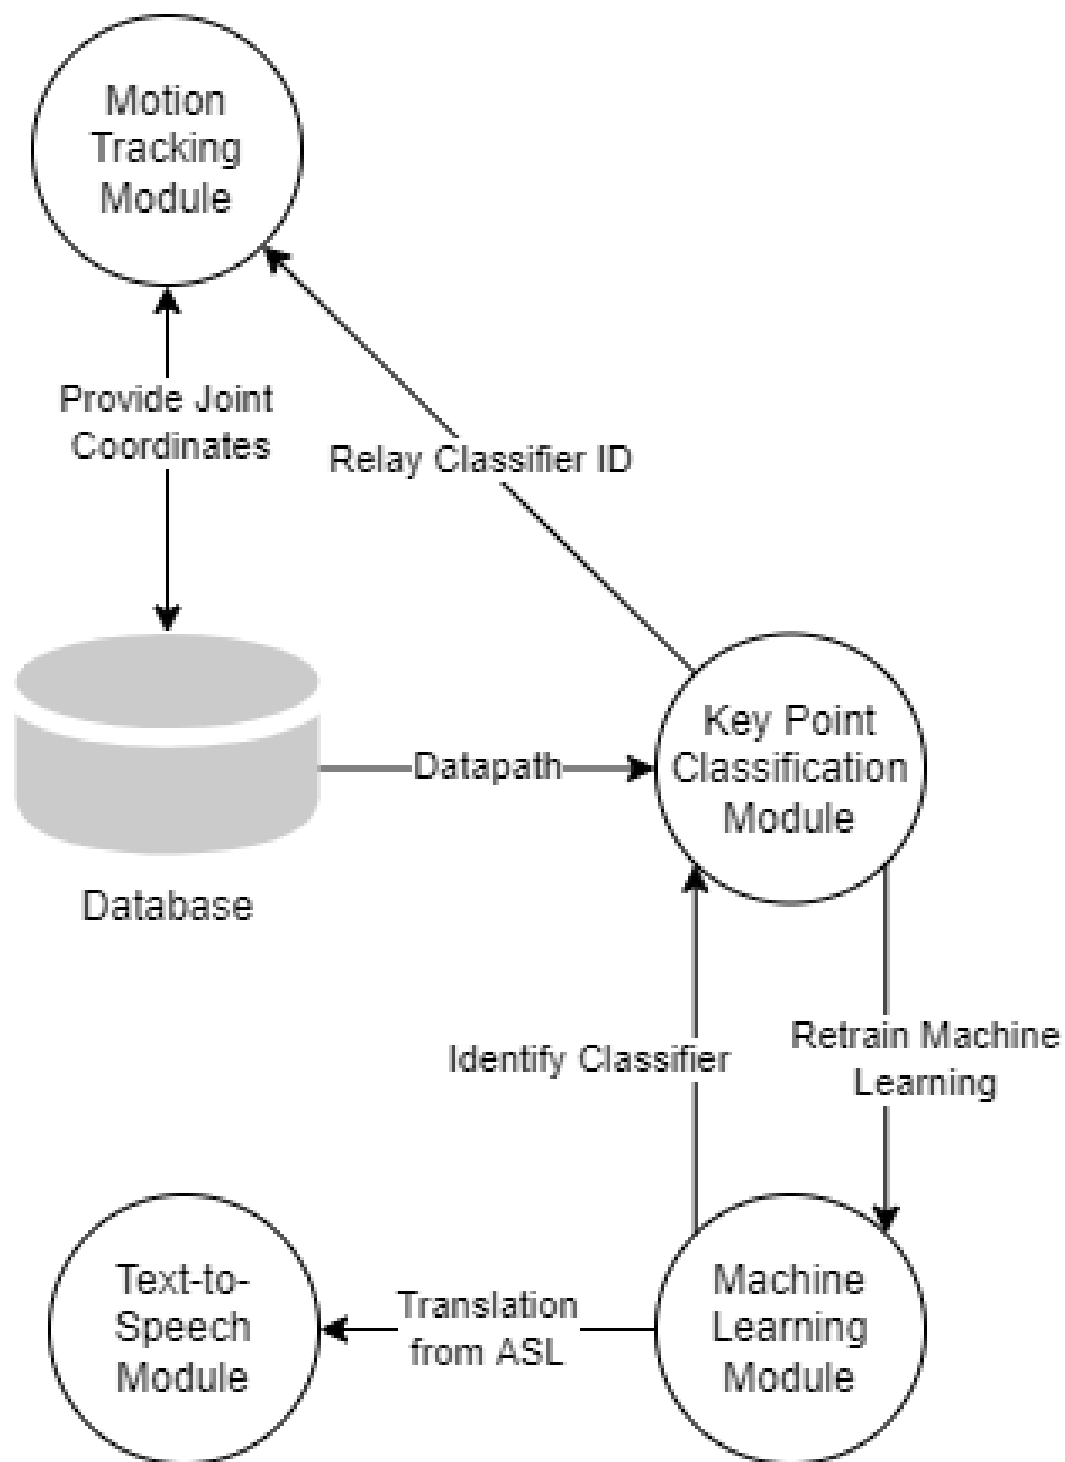 Motion
Tracking
Module
Provide Joint
Coordinates
Relay Classifier ID
Key Point
Classification
Module
Datapath
Database
Identify Classifier
Retrain Machine
Learning
Text-to-
Speech
Module
Translation
from ASL
Machine
Learning
Module